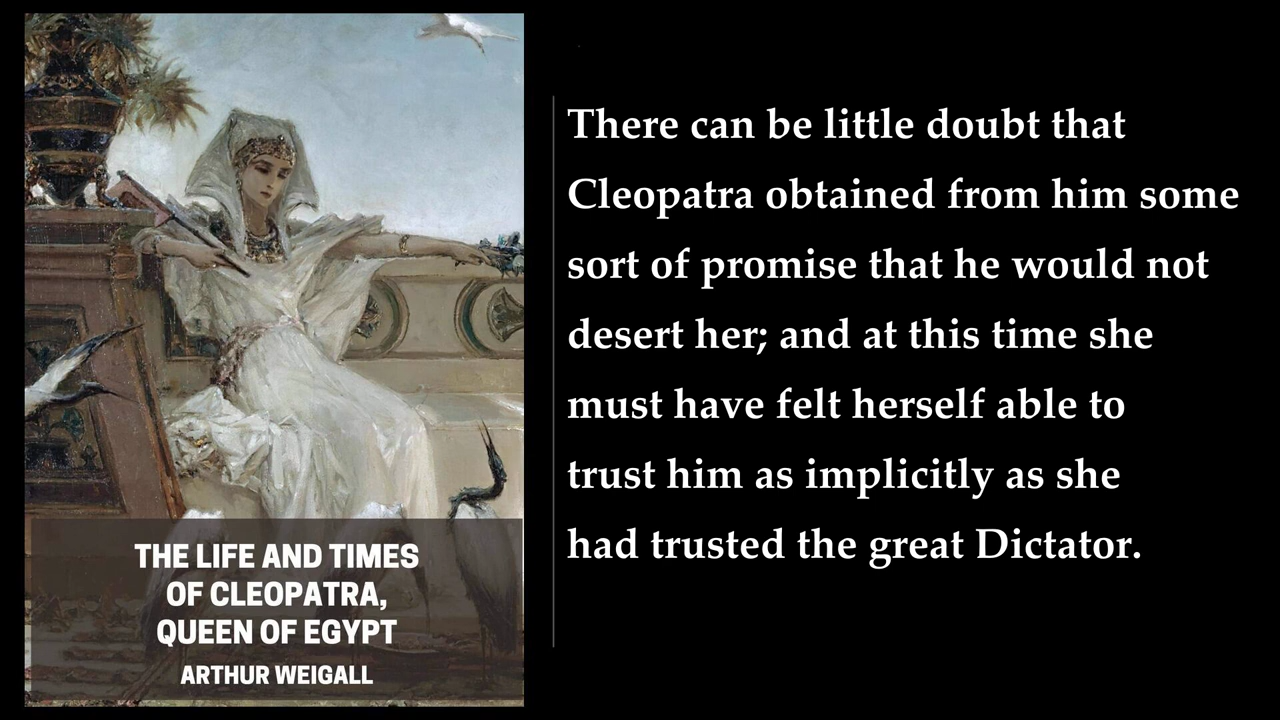 There can be little doubt that
Cleopatra obtained from him some
sort of promise that he would not
desert her; and at this time she
must have felt herself able to
trust him as implicitly as she
had trusted the great Dictator.
THE LIFE AND TIMES
OF CLEOPATRA,
QUEEN OF EGYPT
ARTHUR WEIGALL